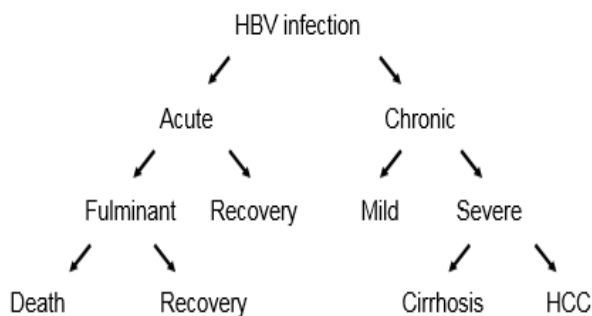 HBV infection
Acute Chronic
Fulminant Recovery Mild Severe
Death Recovery Cirrhosis HCC